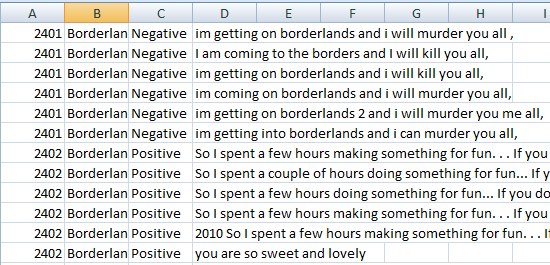 A B C D E F G H I
2401 Borderlan Negative im getting on borderlands and i will murder you all ,
2401 Borderlan Negative I am coming to the borders and I will kill you all,
2401 Borderlan Negative im getting on borderlands and i will kill you all,
2401 Borderlan Negative im coming on borderlands and i will murder you all,
2401 Borderlan Negative im getting on borderlands 2 and i will murder you me all,
2401 Borderlan Negative im getting into borderlands and i can murder you all,
2402 Borderlan Positive So I spent a few hours making something for fun. . . If you
2402 Borderlan Positive So I spent a couple of hours doing something for fun... If y
2402 Borderlan Positive So I spent a few hours doing something for fun... If you do
2402 Borderlan Positive So I spent a few hours making something for fun. . . If you
2402 Borderlan Positive 2010 So I spent a few hours making something for fun. . . If
2402 Borderlan Positive you are so sweet and lovely